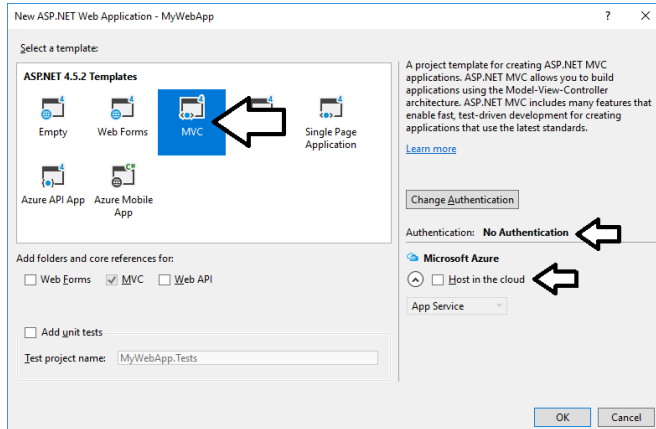 New ASP.NET Web Application - MyWebApp
?
Select a template:
ASP.NET 4.5.2 Templates
Empty
Web Forms
MVC
Single Page
Application
Azure API App
Azure Mobile
App
Add folders and core references for:
Web Forms
MVC
Web API
Add unit tests
Test project name:
MyWebApp.Tests
A project template for creating ASP.NET MVC
applications. ASP.NET MVC allows you to build
applications using the Model-View-Controller
architecture. ASP.NET MVC includes many features that
enable fast, test-driven development for creating
applications that use the latest standards.
Learn more
Change Authentication
Authentication: No Authentication
Microsoft Azure
Host in the cloud
App Service
OK
Cancel